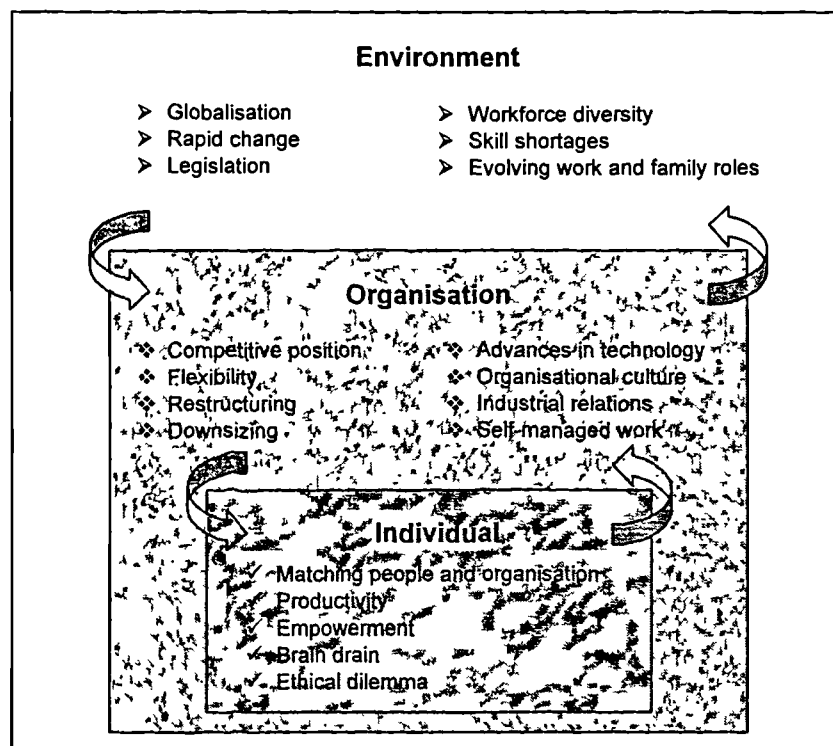 Environment
Globalisation
Rapid change
Legislation
Workforce diversity
Skill shortages
Evolving work and family roles
Organisation
Competitive position
Flexibility
Restructuring
Downsizing
Advances in technology
Organisational culture
Industrial relations
Self-managed work
Individual
Matching people and organisation
Productivity
Empowerment
Brain drain
Ethical dilemma